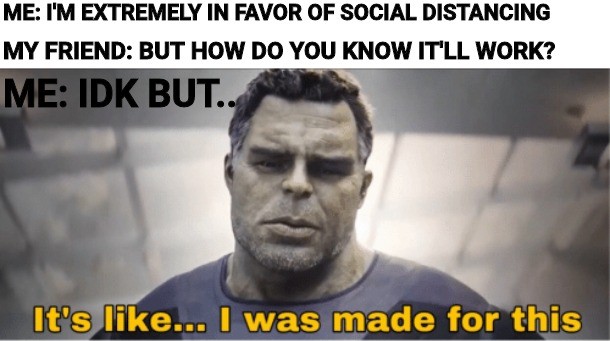 ME: I'M EXTREMELY IN FAVOR OF SOCIAL DISTANCING
MY FRIEND: BUT HOW DO YOU KNOW IT'LL WORK?
ME: IDK BUT..
It's like... I was made for this